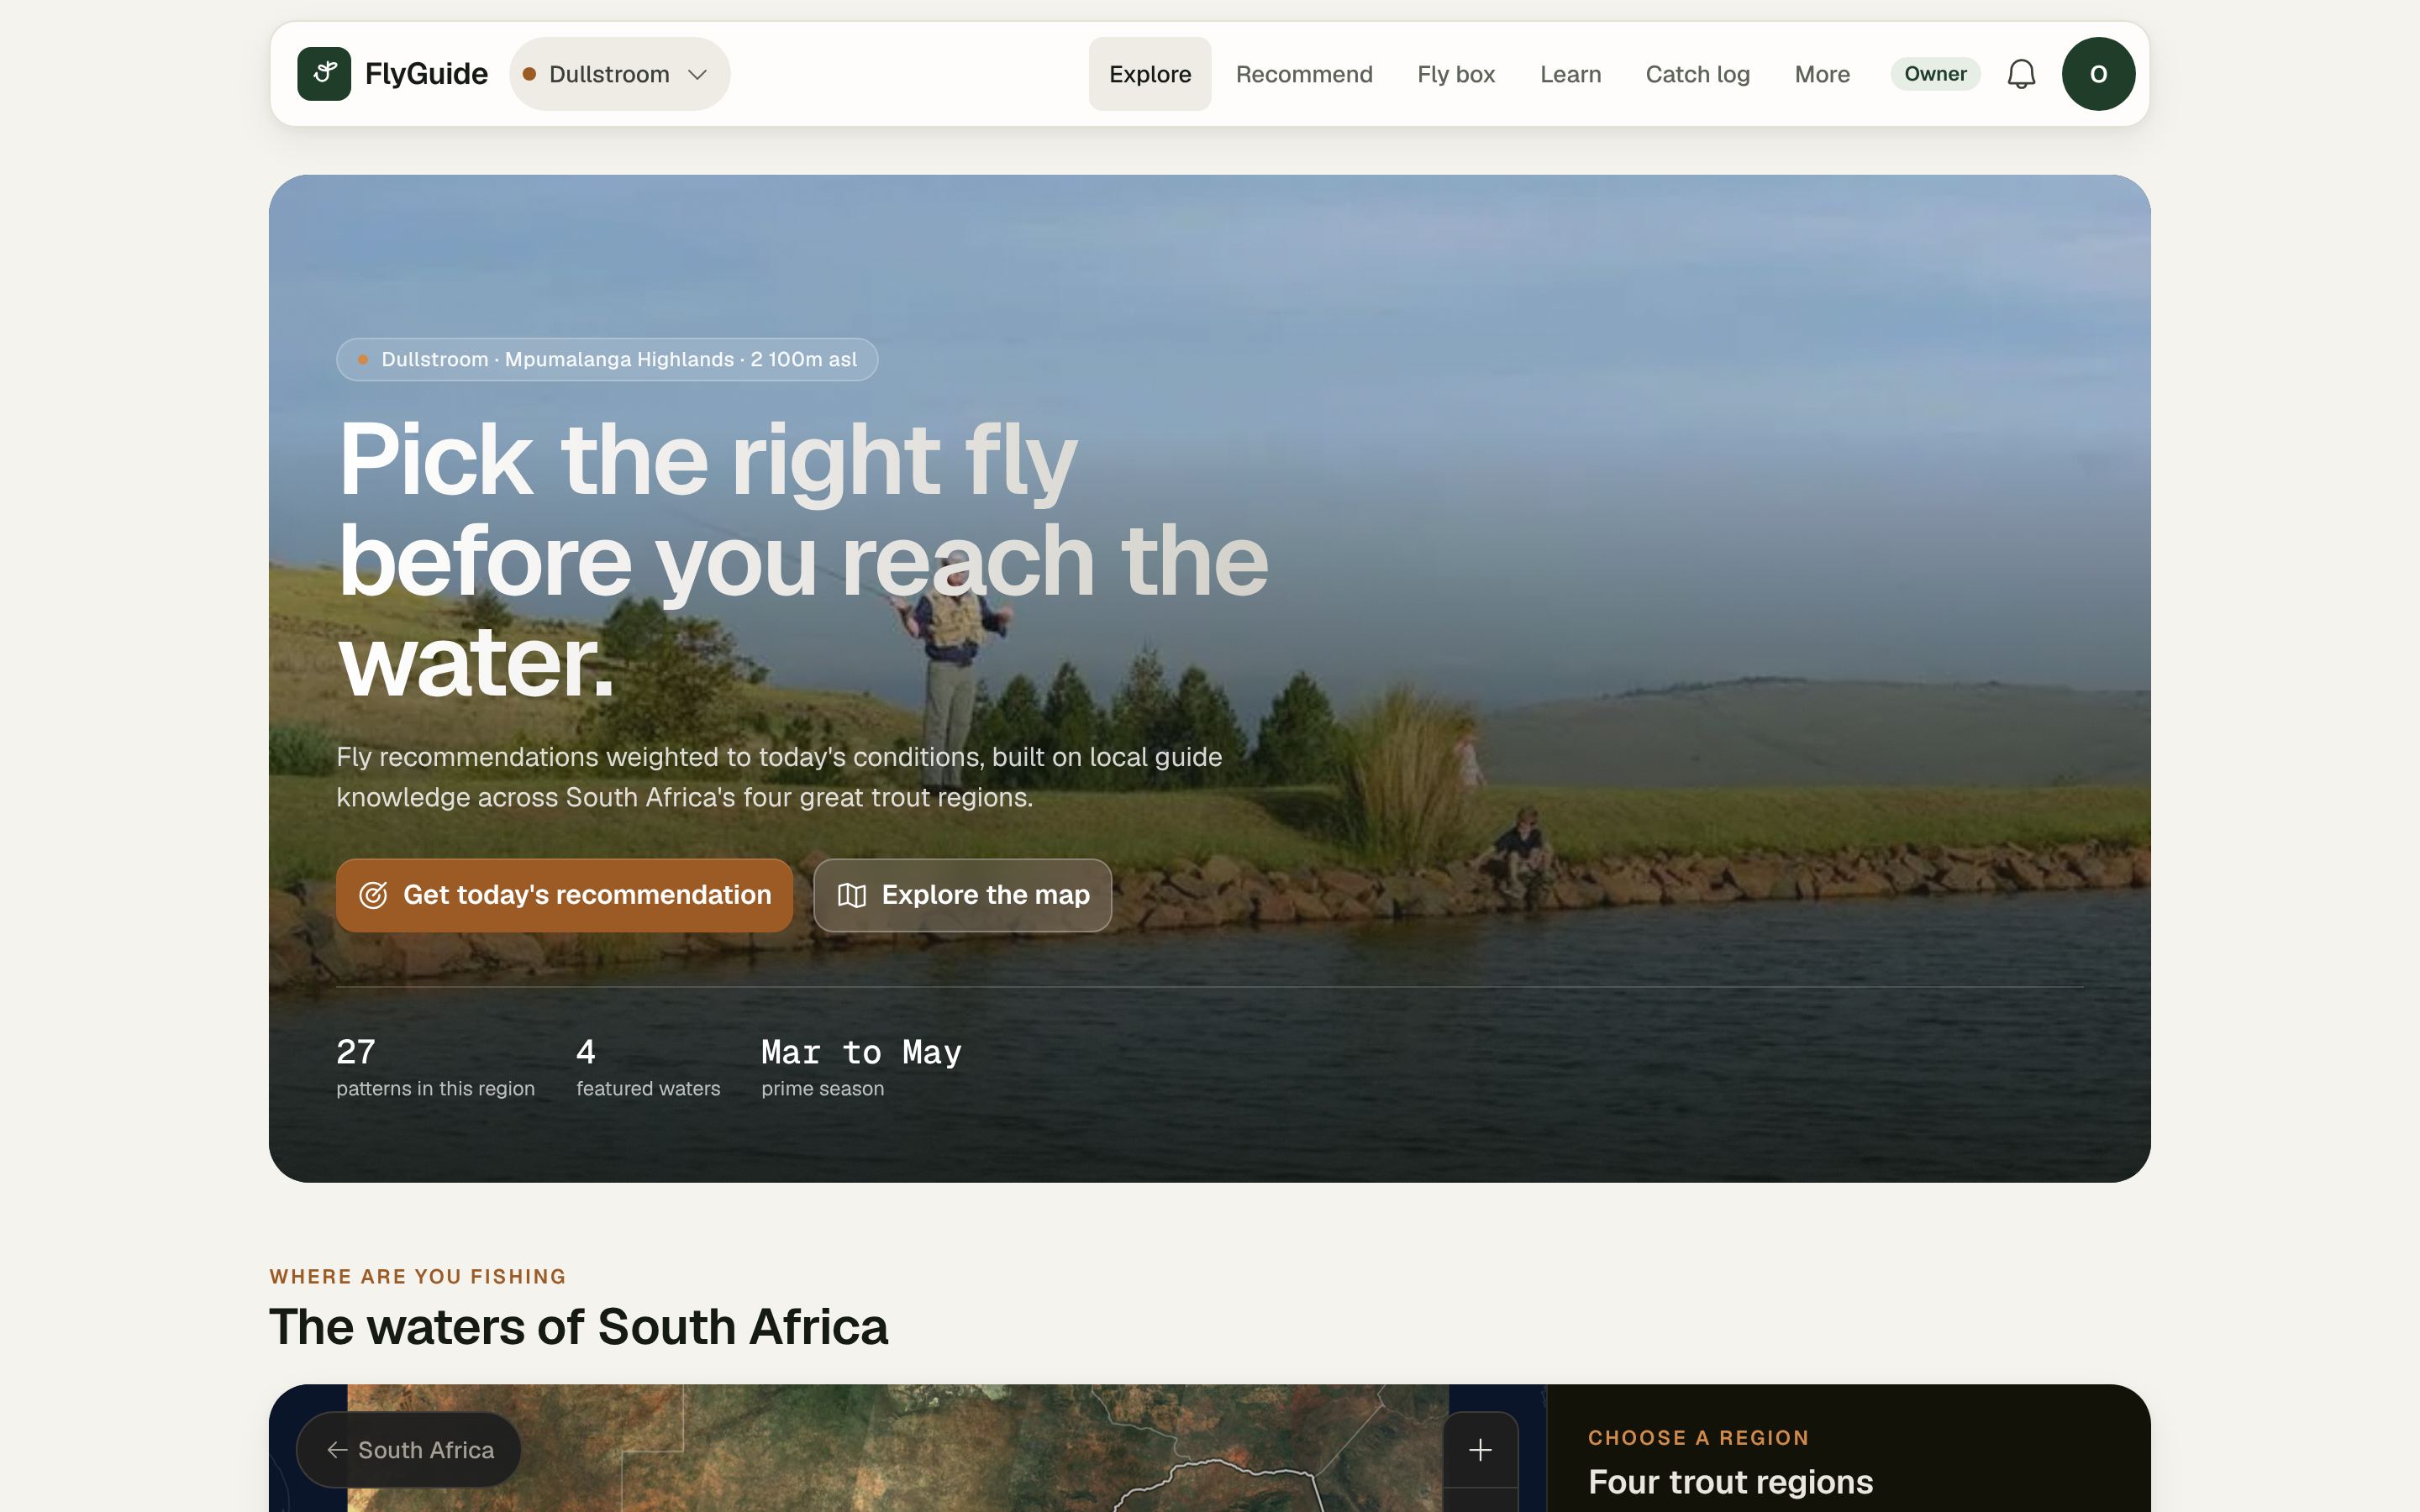 FlyGuide
Dullstroom
Explore
Recommend
Fly box
Learn
Catch log
More
Owner
O
Dullstroom · Mpumalanga Highlands · 2 100m asl
Pick the right fly
before you reach the
water.
Fly recommendations weighted to today's conditions, built on local guide
knowledge across South Africa's four great trout regions.
Get today's recommendation
Explore the map
27
patterns in this region
4
featured waters
Mar to May
prime season
WHERE ARE YOU FISHING
The waters of South Africa
← South Africa
+
CHOOSE A REGION
Four trout regions